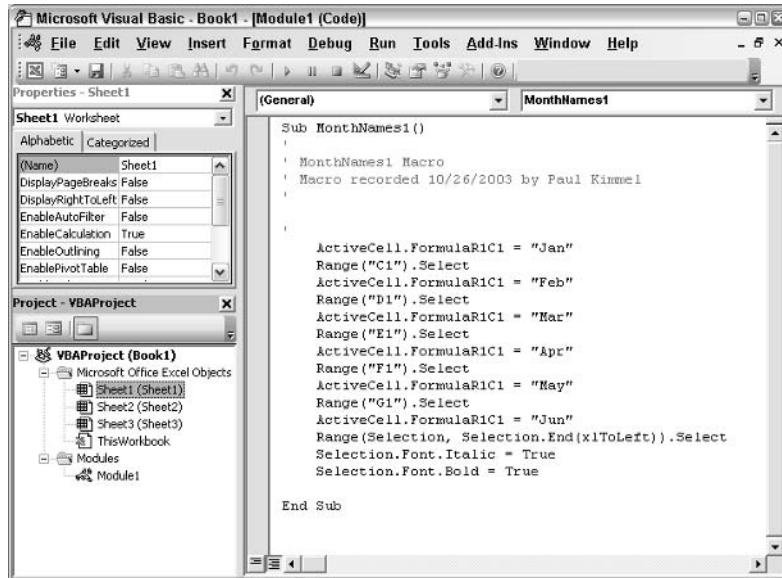 Microsoft Visual Basic - Book1 - [Module1 (Code)]
File Edit View Insert Format Debug Run Tools Add-Ins Window Help
Properties - Sheet1
Sheet1 Worksheet
Alphabetic Categorized
(Name) Sheet1
DisplayPageBreaks False
DisplayRightToLeft False
EnableAutoFilter False
EnableCalculation True
EnableOutlining False
EnablePivotTable False
Project - VBAProject
VBAProject (Book1)
Microsoft Office Excel Objects
Sheet1 (Sheet1)
Sheet2 (Sheet2)
Sheet3 (Sheet3)
ThisWorkbook
Modules
Module1
(General) MonthNames1
Sub MonthNames1()
'
' MonthNames1 Macro
' Macro recorded 10/26/2003 by Paul Kimmel
'
'
ActiveCell.FormulaR1C1 = "Jan"
Range("C1").Select
ActiveCell.FormulaR1C1 = "Feb"
Range("D1").Select
ActiveCell.FormulaR1C1 = "Mar"
Range("E1").Select
ActiveCell.FormulaR1C1 = "Apr"
Range("F1").Select
ActiveCell.FormulaR1C1 = "May"
Range("G1").Select
ActiveCell.FormulaR1C1 = "Jun"
Range(Selection, Selection.End(xlToLeft)).Select
Selection.Font.Italic = True
Selection.Font.Bold = True
End Sub